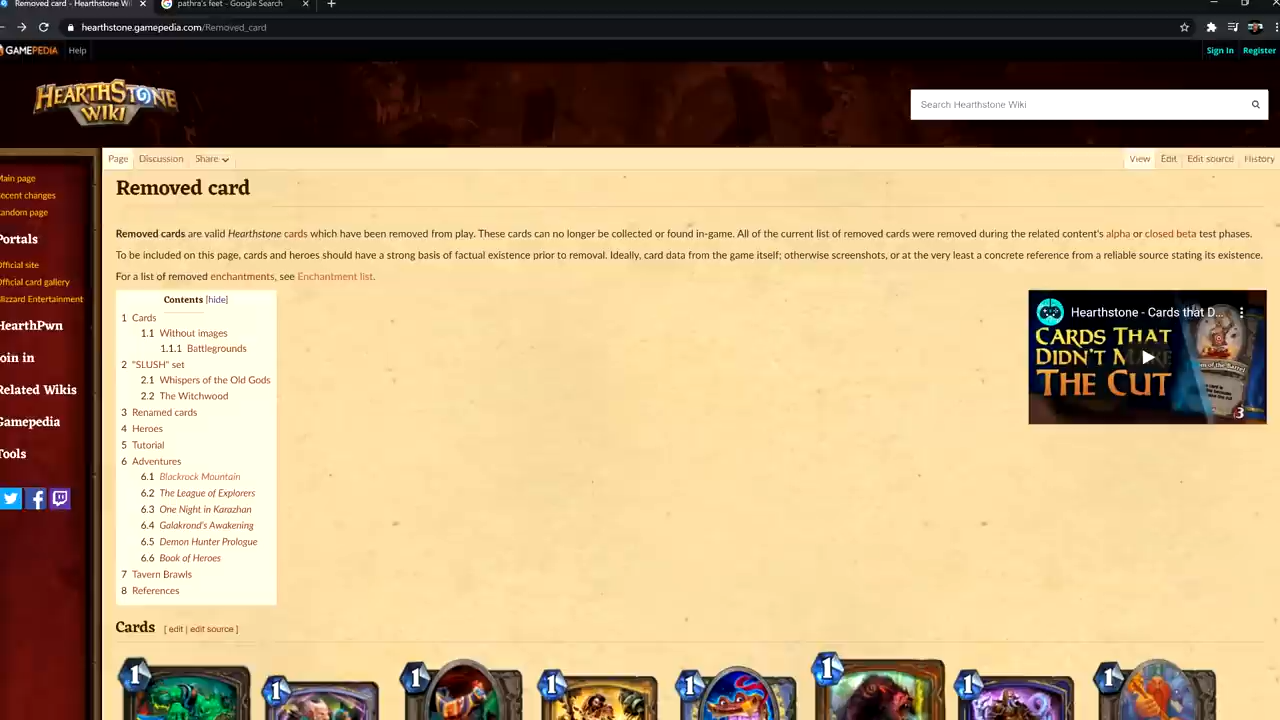 Removed card - Hearthstone Wi
pathra's feet - Google Search
hearthstone.gamepedia.com/Removed_card
GAMEPEDIA Help
Sign In Register
HEARTHSTONE
WIKI
Search Hearthstone Wiki
Page Discussion Share
View Edit Edit source History
Removed card
Removed cards are valid Hearthstone cards which have been removed from play. These cards can no longer be collected or found in-game. All of the current list of removed cards were removed during the related content's alpha or closed beta test phases.
To be included on this page, cards and heroes should have a strong basis of factual existence prior to removal. Ideally, card data from the game itself; otherwise screenshots, or at the very least a concrete reference from a reliable source stating its existence.
For a list of removed enchantments, see Enchantment list.
ain page
ecent changes
andom page
Portals
fficial site
fficial card gallery
lizzard Entertainment
HearthPwn
oin in
Related Wikis
Gamepedia
Tools
Contents [hide]
1 Cards
1.1 Without images
1.1.1 Battlegrounds
2 "SLUSH" set
2.1 Whispers of the Old Gods
2.2 The Witchwood
3 Renamed cards
4 Heroes
5 Tutorial
6 Adventures
6.1 Blackrock Mountain
6.2 The League of Explorers
6.3 One Night in Karazhan
6.4 Galakrond's Awakening
6.5 Demon Hunter Prologue
6.6 Book of Heroes
7 Tavern Brawls
8 References
Hearthstone - Cards that D...
CARDS THAT
DIDN'T
THE CUT
3
Cards [ edit | edit source ]
1 1 1 1 1 1 1 1